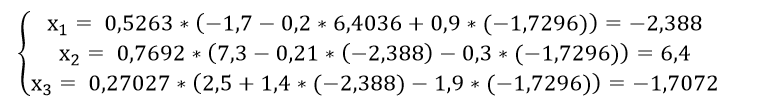 x₁ = 0,5263 * (−1,7 − 0,2 * 6,4036 + 0,9 * (−1,7296)) = −2,388
x₂ = 0,7692 * (7,3 − 0,21 * (−2,388) − 0,3 * (−1,7296)) = 6,4
x₃ = 0,27027 * (2,5 + 1,4 * (−2,388) − 1,9 * (−1,7296)) = −1,7072